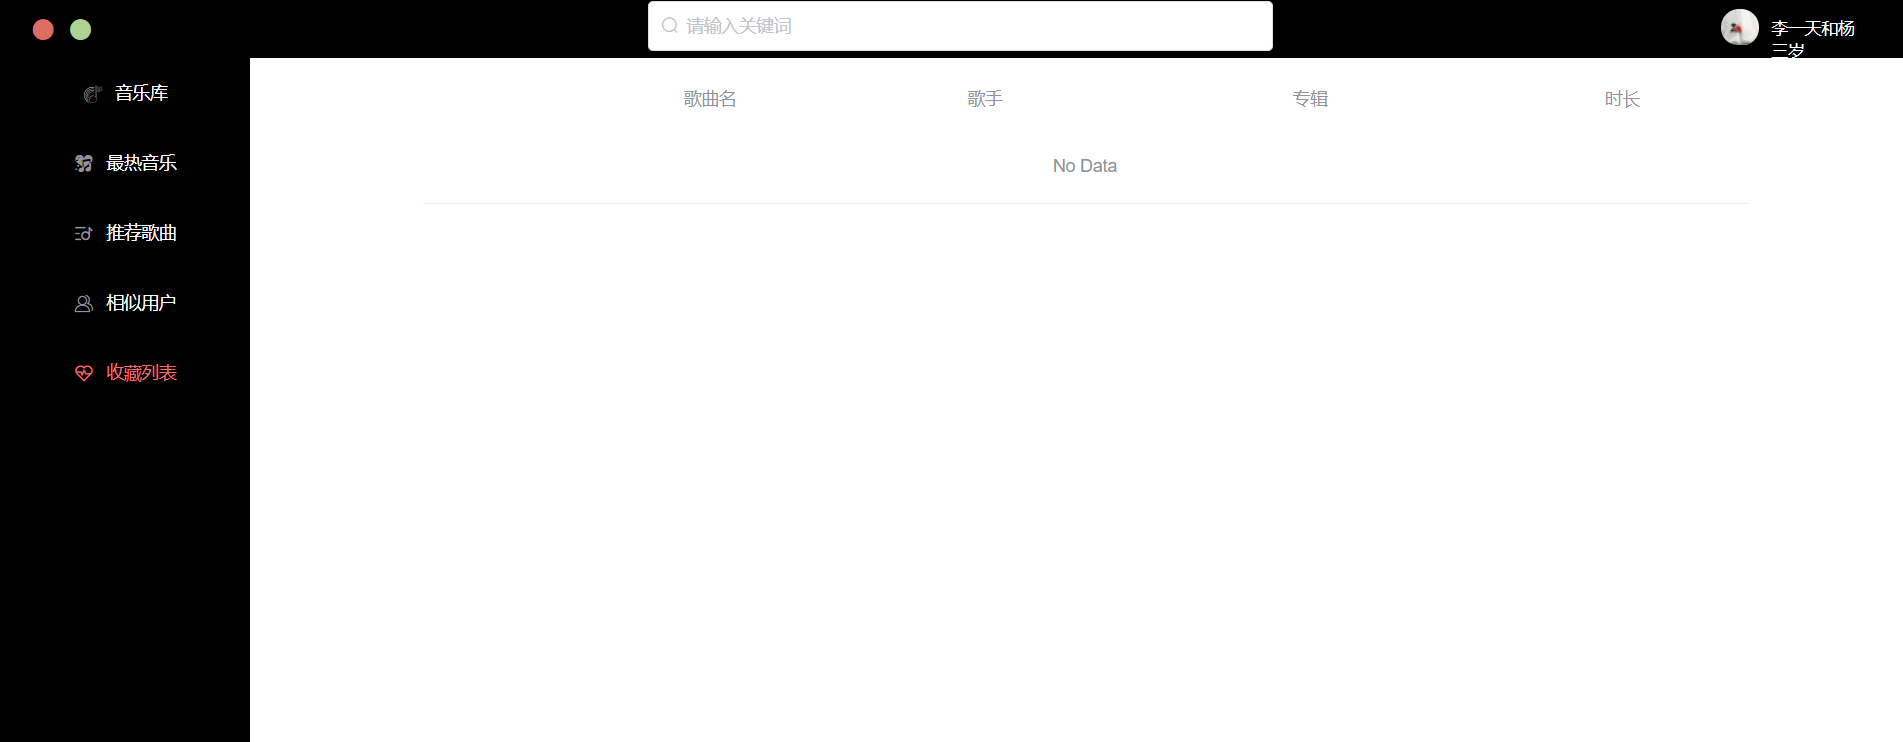 请输入关键词
李一天和杨
三岁
音乐库
最热音乐
推荐歌曲
相似用户
收藏列表
歌曲名 歌手 专辑 时长
No Data